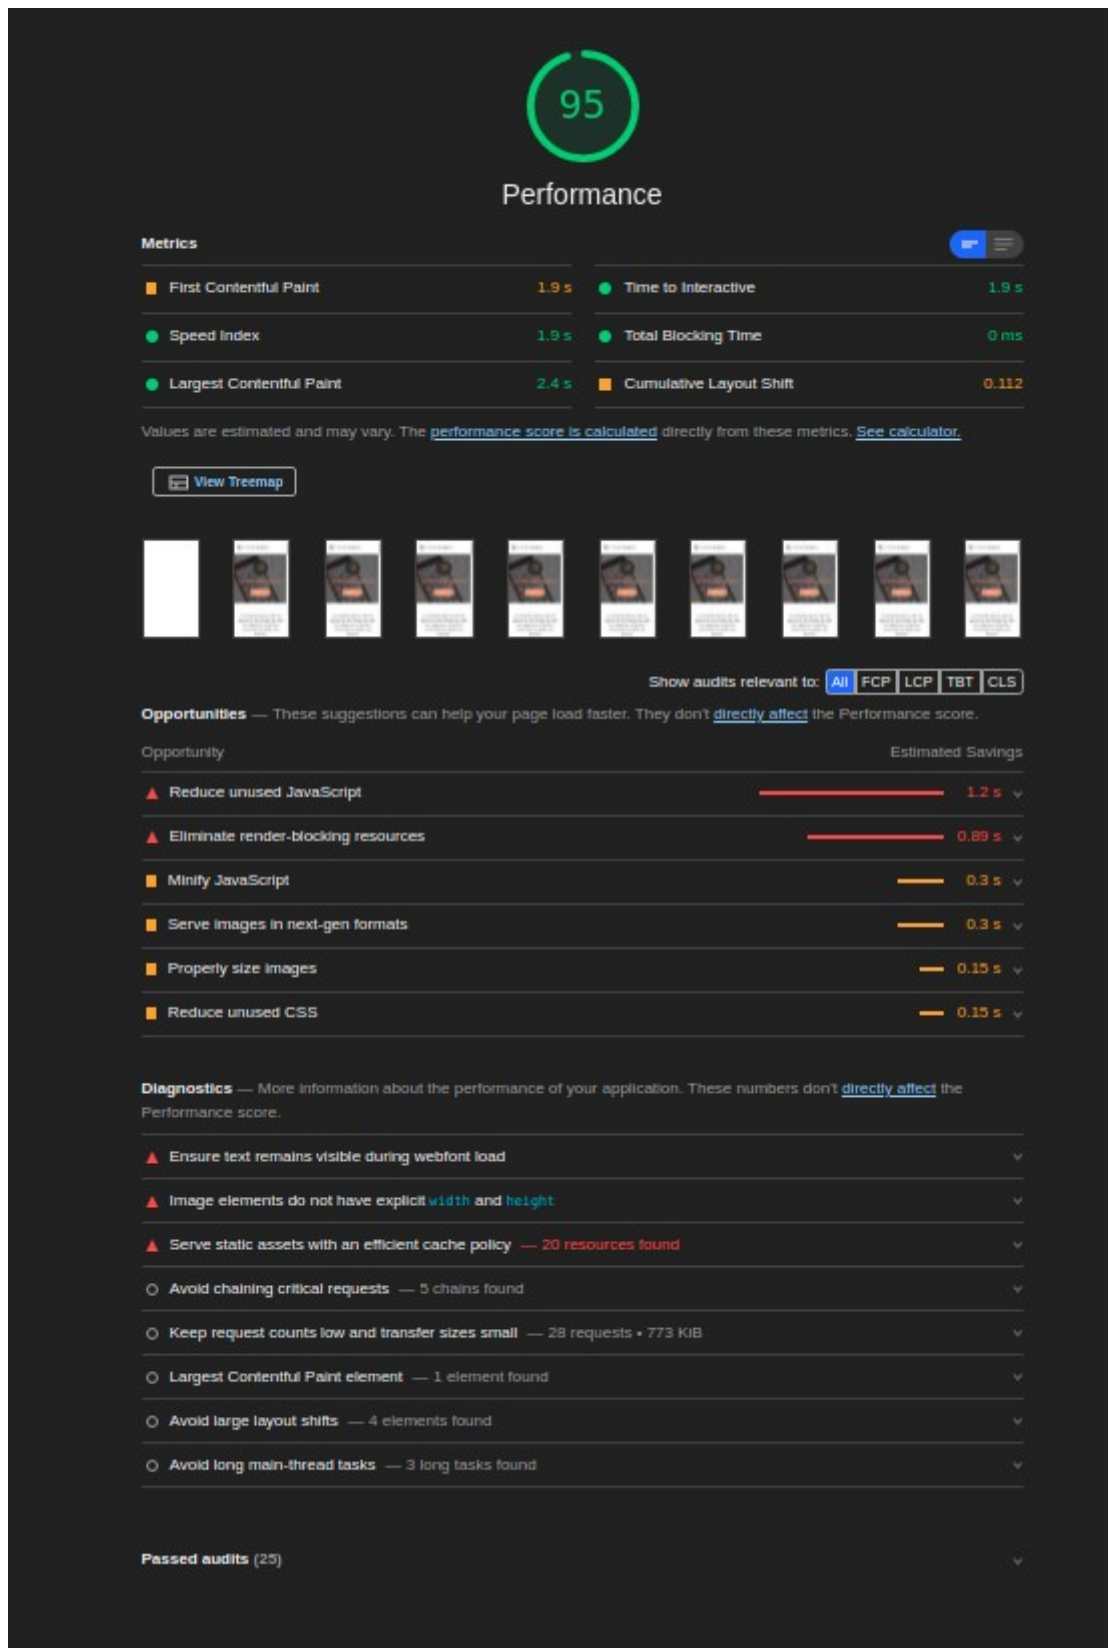 95
Performance
Metrics
First Contentful Paint 1.9 s
Time to Interactive 1.9 s
Speed Index 1.9 s
Total Blocking Time 0 ms
Largest Contentful Paint 2.4 s
Cumulative Layout Shift 0.112
Values are estimated and may vary. The performance score is calculated directly from these metrics. See calculator.
View Treemap
Show audits relevant to: All FCP LCP TBT CLS
Opportunities — These suggestions can help your page load faster. They don't directly affect the Performance score.
Opportunity Estimated Savings
Reduce unused JavaScript 1.2 s
Eliminate render-blocking resources 0.89 s
Minify JavaScript 0.3 s
Serve images in next-gen formats 0.3 s
Properly size images 0.15 s
Reduce unused CSS 0.15 s
Diagnostics — More information about the performance of your application. These numbers don't directly affect the
Performance score.
Ensure text remains visible during webfont load
Image elements do not have explicit width and height
Serve static assets with an efficient cache policy — 20 resources found
Avoid chaining critical requests — 5 chains found
Keep request counts low and transfer sizes small — 28 requests • 773 KiB
Largest Contentful Paint element — 1 element found
Avoid large layout shifts — 4 elements found
Avoid long main-thread tasks — 3 long tasks found
Passed audits (25)